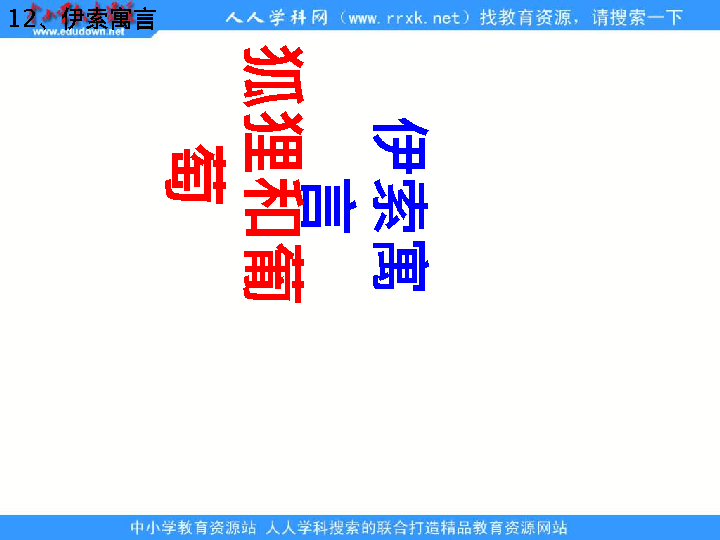 12、伊索寓言
www.edudown.net
人人学科网（www.rrxk.net）找教育资源，请搜索一下
伊索寓
言
狐狸和葡
萄
中小学教育资源站 人人学科搜索的联合打造精品教育资源网站